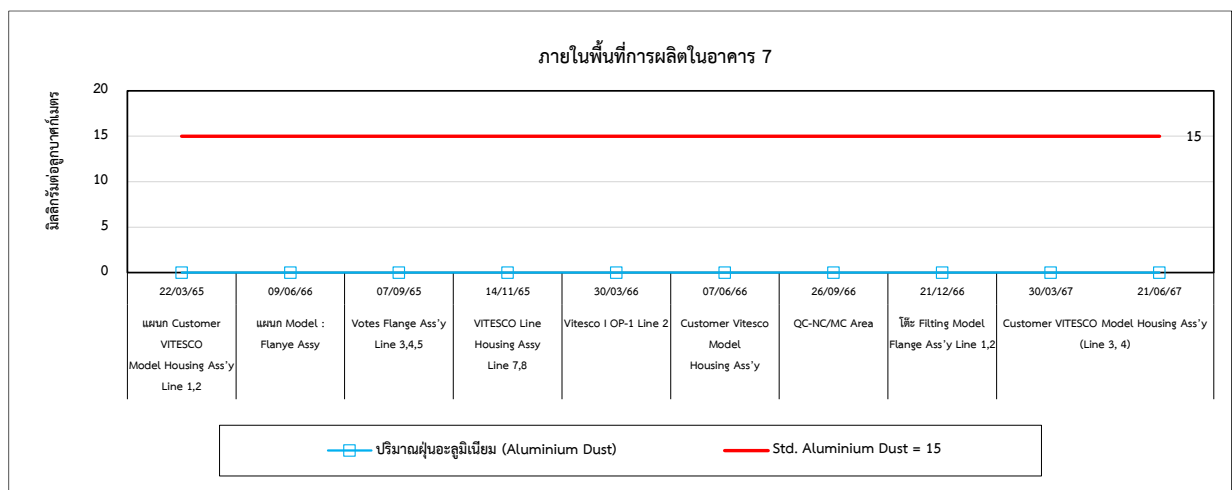 ภายในพื้นที่การผลิตในอาคาร 7
มิลลิกรัมต่อลูกบาศก์เมตร
20
15
10
5
0
15
22/03/65
09/06/66
07/09/65
14/11/65
30/03/66
07/06/66
26/09/66
21/12/66
30/03/67
21/06/67
แผนก Customer
VITESCO
Model Housing Ass'y
Line 1,2
แผนก Model :
Flanye Assy
Votes Flange Ass'y
Line 3,4,5
VITESCO Line
Housing Assy
Line 7,8
Vitesco I OP-1 Line 2
Customer Vitesco
Model
Housing Ass'y
QC-NC/MC Area
โต๊ะ Filting Model
Flange Ass'y Line 1,2
Customer VITESCO Model Housing Ass'y
(Line 3, 4)
ปริมาณฝุ่นอะลูมิเนียม (Aluminium Dust)
Std. Aluminium Dust = 15